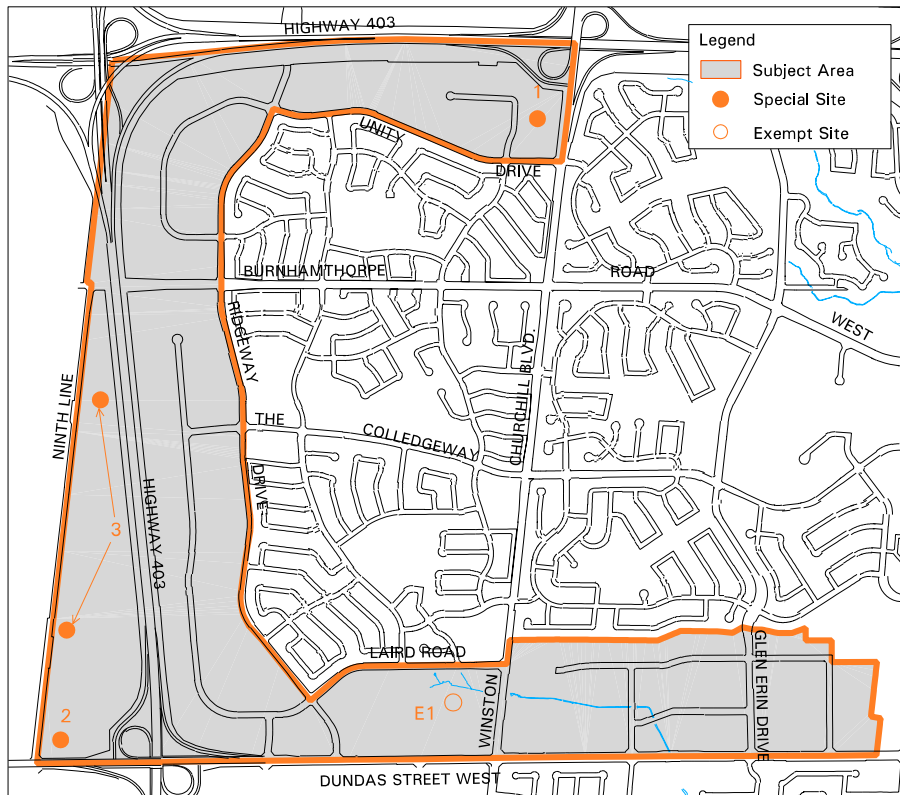 HIGHWAY 403
Legend
Subject Area
Special Site
Exempt Site
1
UNITY
DRIVE
BURNHAMTHORPE
ROAD
WEST
RIDGEWAY
DRIVE
CHURCHILL BLVD.
NINTH LINE
THE
COLLEDGEWAY
3
HIGHWAY 403
LAIRD ROAD
GLEN ERIN DRIVE
WINSTON
E1
2
DUNDAS STREET WEST